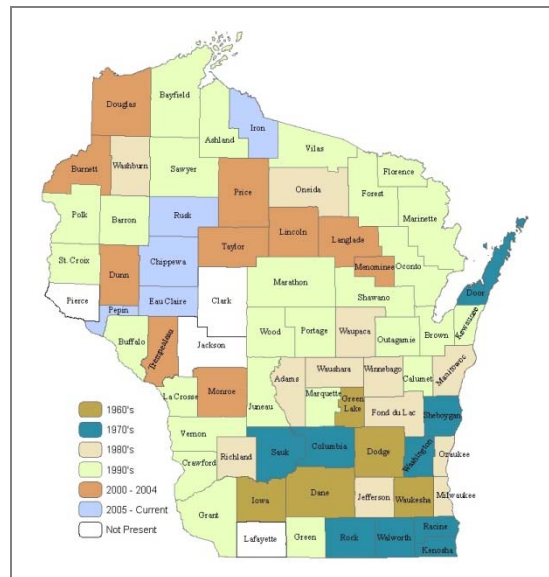 Bayfield
Douglas
Iron
Ashland
Vilas
Burnett
Washburn
Sawyer
Florence
Price
Oneida
Forest
Marinette
Polk
Barron
Rusk
Lincoln
Langlade
Taylor
Menominee
Oconto
St. Croix
Dunn
Chippewa
Door
Marathon
Pierce
Clark
Shawano
Eau Claire
Pepin
Kewaunee
Buffalo
Wood
Portage
Waupaca
Brown
Outagamie
Trempealeau
Jackson
Adams
Waushara
Winnebago
Manitowoc
Calumet
La Crosse
Monroe
Juneau
Marquette
Green
Lake
Fond du Lac
Sheboygan
Vernon
Sauk
Columbia
Dodge
Washington
Ozaukee
Crawford
Richland
Iowa
Dane
Jefferson
Waukesha
Milwaukee
Grant
Lafayette
Green
Rock
Walworth
Racine
Kenosha
1960's
1970's
1980's
1990's
2000 - 2004
2005 - Current
Not Present